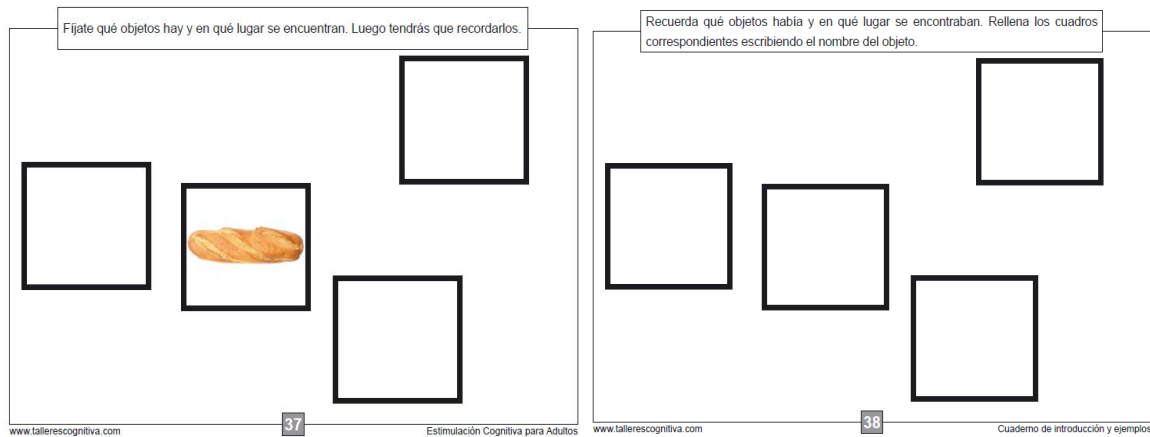 Fíjate qué objetos hay y en qué lugar se encuentran. Luego tendrás que recordarlos.
www.tallerescognitiva.com
37
Estimulación Cognitiva para Adultos
Recuerda qué objetos había y en qué lugar se encontraban. Rellena los cuadros
correspondientes escribiendo el nombre del objeto.
www.tallerescognitiva.com
38
Cuaderno de introducción y ejemplos